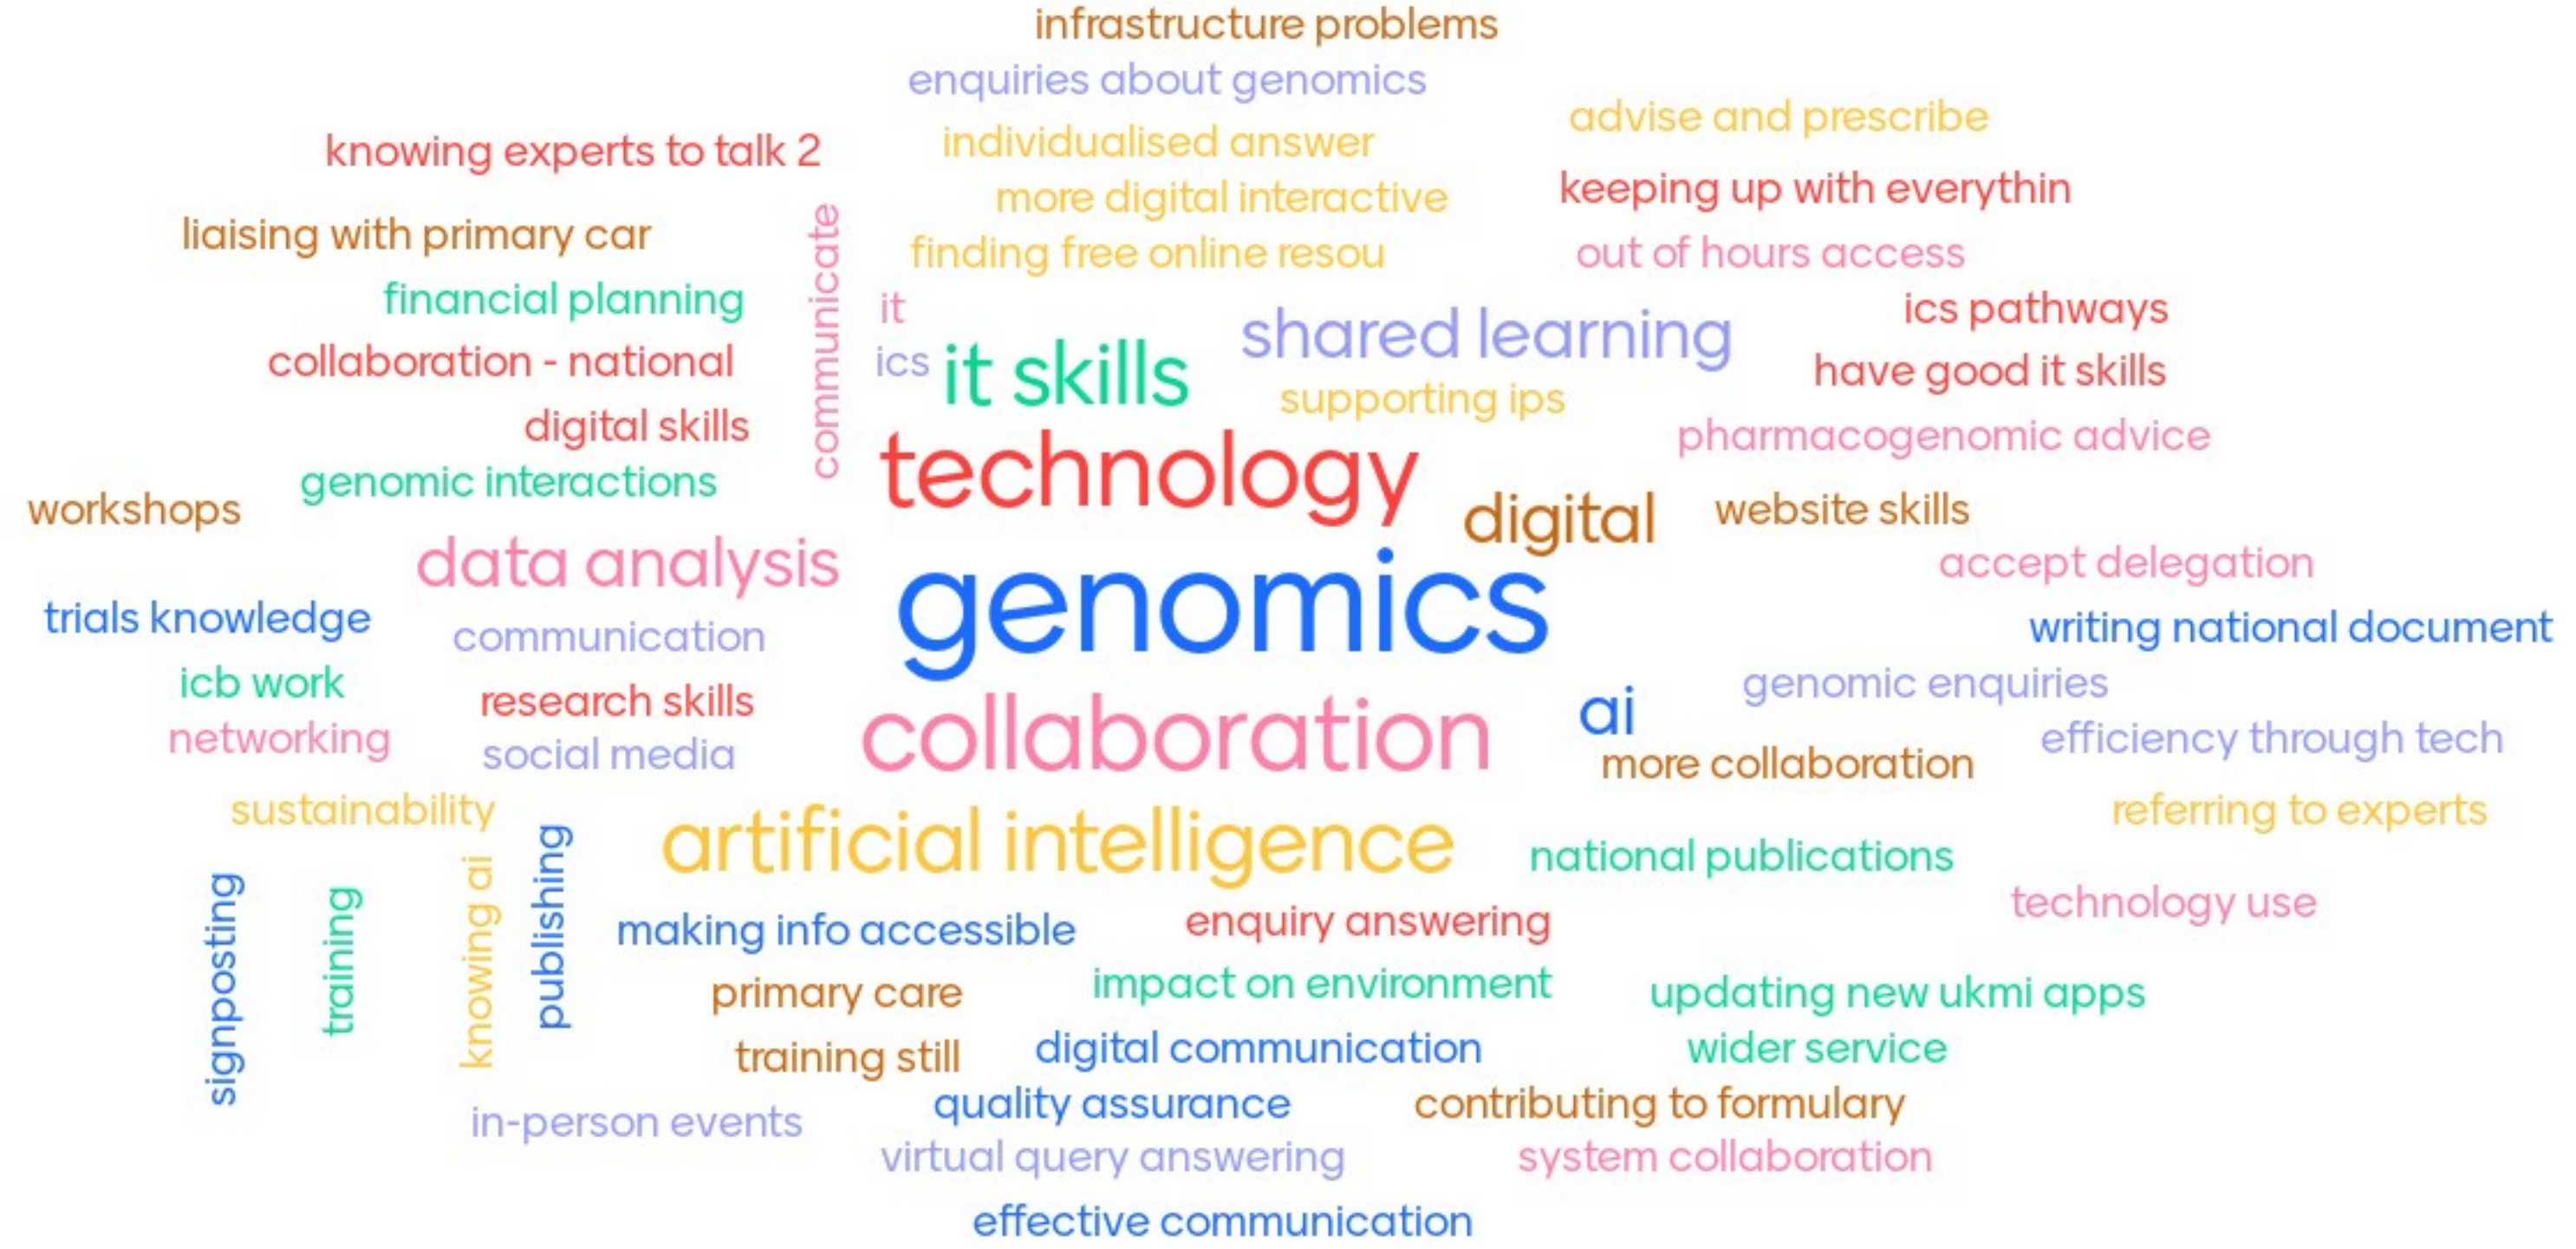 infrastructure problems
enquiries about genomics
advise and prescribe
individualised answer
knowing experts to talk 2
keeping up with everythin
more digital interactive
liaising with primary car
communicate
finding free online resou
out of hours access
financial planning
it
ics pathways
shared learning
collaboration - national
ics
it skills
have good it skills
supporting ips
digital skills
pharmacogenomic advice
technology
genomic interactions
workshops
digital
website skills
data analysis
accept delegation
genomics
trials knowledge
communication
writing national document
icb work
genomic enquiries
research skills
ai
collaboration
networking
social media
efficiency through tech
more collaboration
sustainability
referring to experts
artificial intelligence
national publications
publishing
knowing ai
signposting
training
technology use
making info accessible
enquiry answering
primary care
impact on environment
updating new ukmi apps
training still
digital communication
wider service
quality assurance
contributing to formulary
in-person events
virtual query answering
system collaboration
effective communication